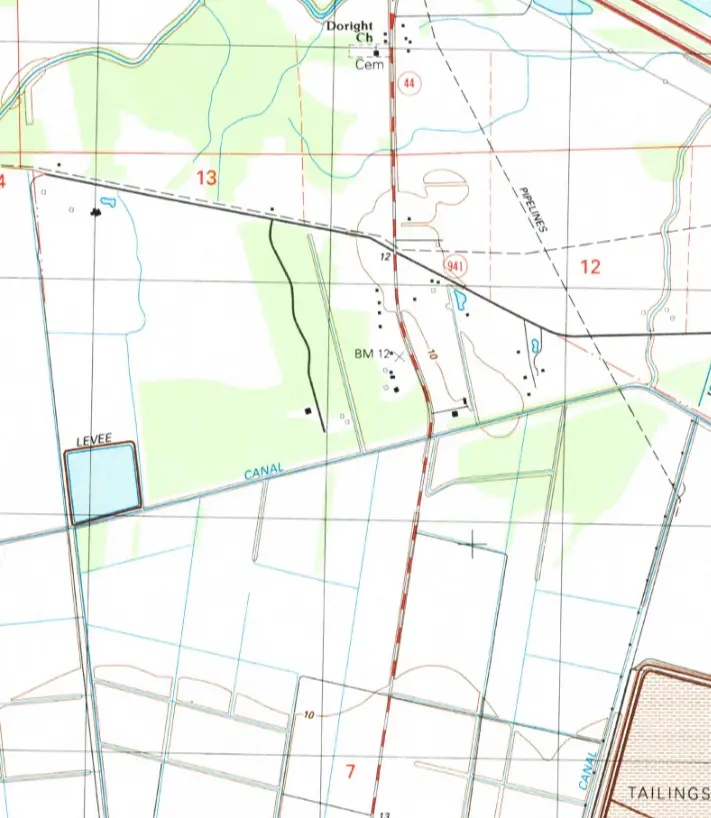 Doright
Ch
Cem
44
13
4
PIPELINES
12
941
12
BM 12
10
LEVEE
CANAL
10
7
CANAL
TAILINGS
13